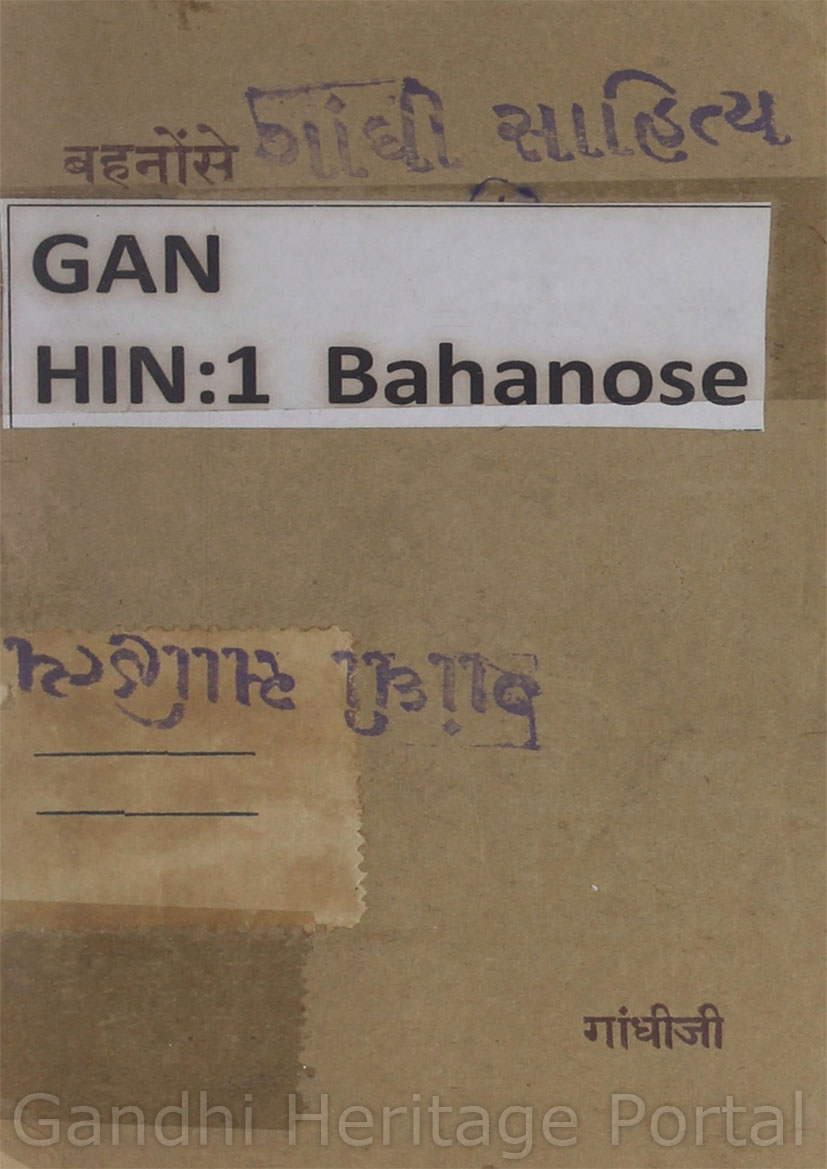 बहनोंसे ગાંધી સાહિત્ય
GAN
HIN:1 Bahanose
ગાંધી સાહિત્ય
गांधीजी
Gandhi Heritage Portal